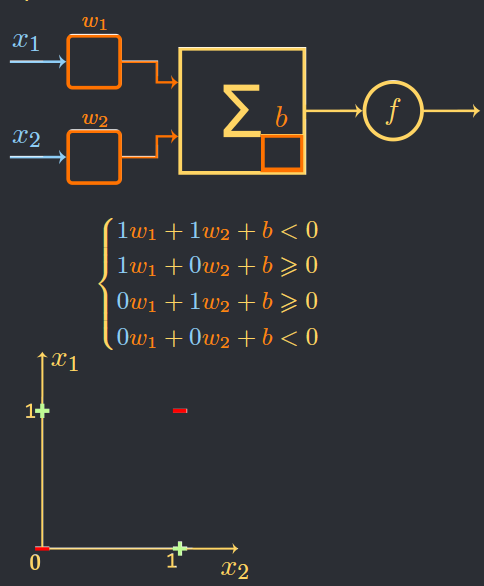 w₁
x₁
w₂
x₂
Σ
b
f
1w₁ + 1w₂ + b < 0
1w₁ + 0w₂ + b ⩾ 0
0w₁ + 1w₂ + b ⩾ 0
0w₁ + 0w₂ + b < 0
x₁
1
0
1
x₂